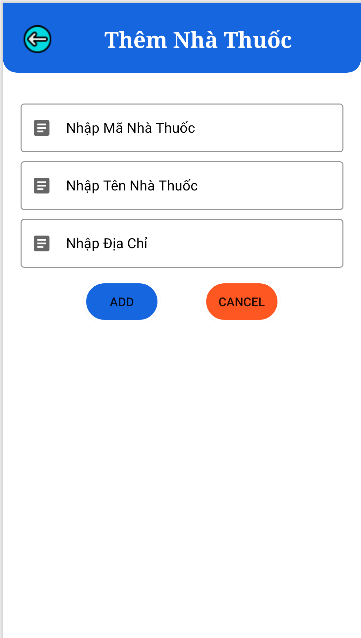 Thêm Nhà Thuốc
Nhập Mã Nhà Thuốc
Nhập Tên Nhà Thuốc
Nhập Địa Chỉ
ADD
CANCEL